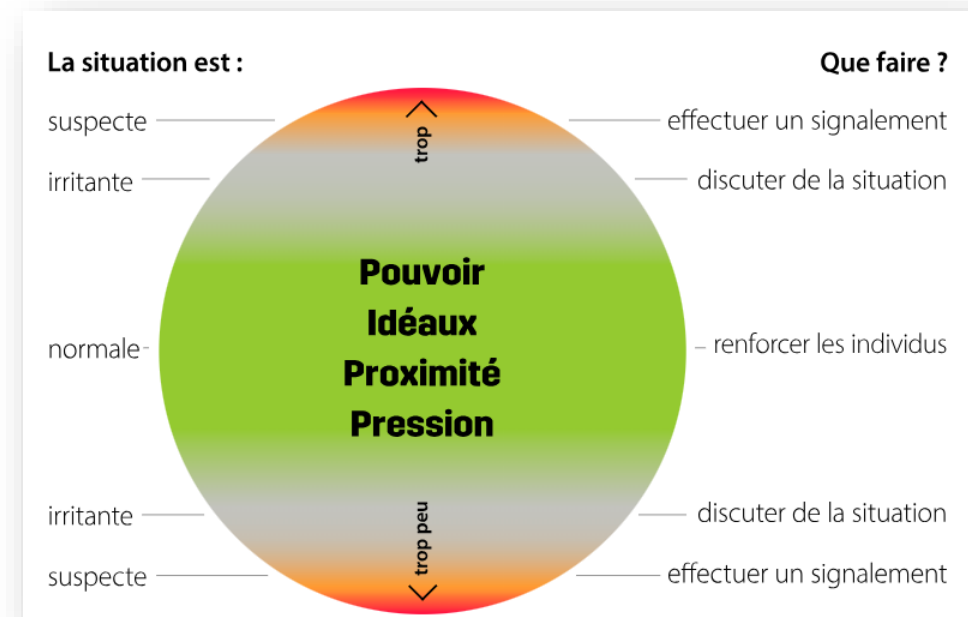 La situation est :
Que faire ?
suspecte
effectuer un signalement
trop
irritante
discuter de la situation
Pouvoir
Idéaux
Proximité
Pression
normale
renforcer les individus
irritante
discuter de la situation
trop peu
suspecte
effectuer un signalement